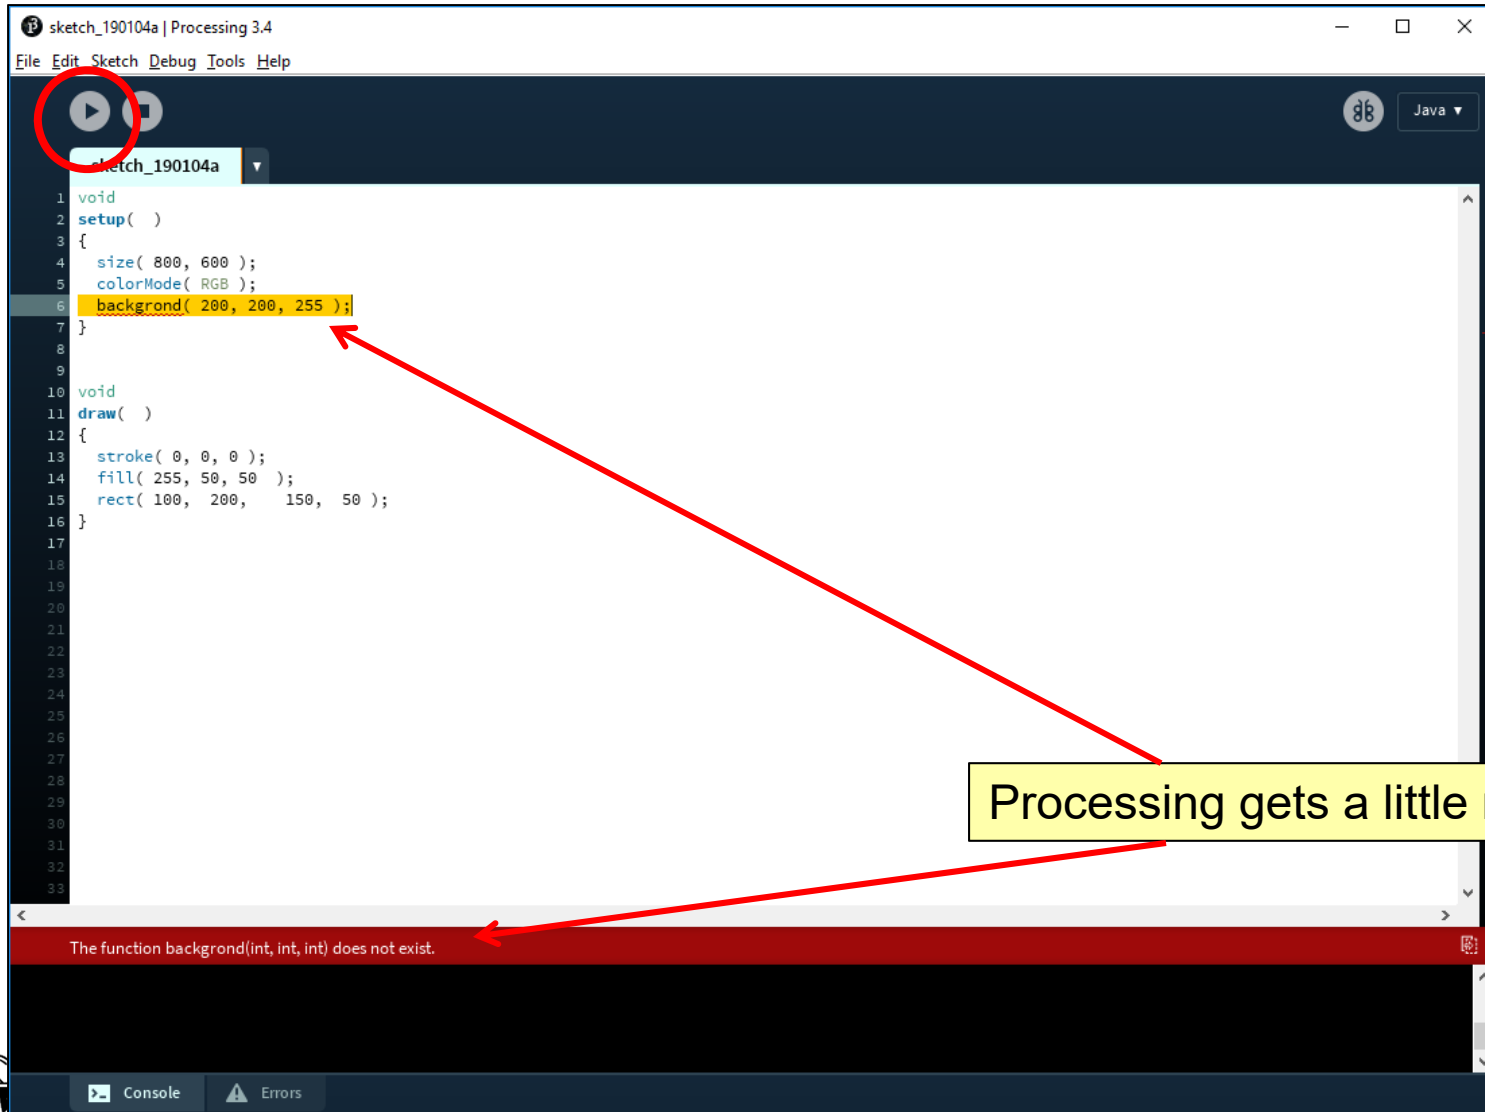 sketch_190104a | Processing 3.4
File Edit Sketch Debug Tools Help
Java
sketch_190104a
1 void
2 setup(  )
3 {
4 size( 800, 600 );
5 colorMode( RGB );
6 backgrond( 200, 200, 255 );
7 }
8
9
10 void
11 draw(  )
12 {
13 stroke( 0, 0, 0 );
14 fill( 255, 50, 50  );
15 rect( 100,  200,    150,  50 );
16 }
17
18
19
20
21
22
23
24
25
26
27
28
29
30
31
32
33
Processing gets a little
The function backgrond(int, int, int) does not exist.
Console Errors